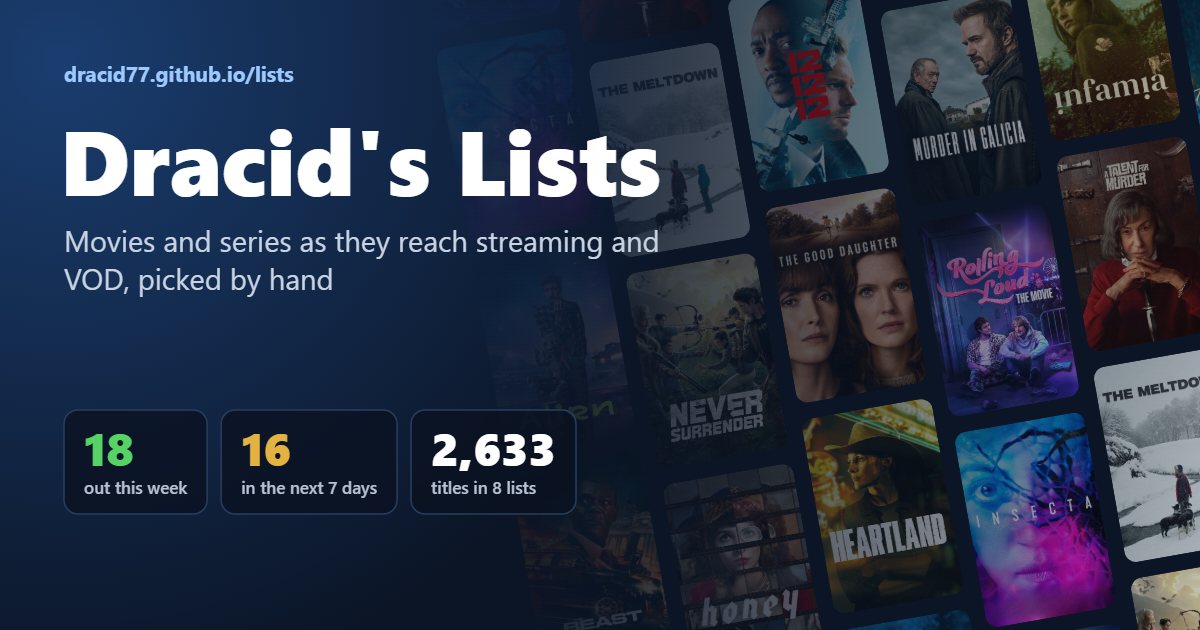 dracid77.github.io/lists
Dracid's Lists
Movies and series as they reach streaming and
VOD, picked by hand
18
out this week
16
in the next 7 days
2,633
titles in 8 lists
INSECTA
THE MELTDOWN
12
12
12
MURDER IN GALICIA
infamia
A TALENT FOR
MURDER
THE GOOD DAUGHTER
Rolling
Loud
THE MOVIE
NEVER
SURRENDER
THE MELTDO
HEARTLAND
INSECTA
honey
BEAST